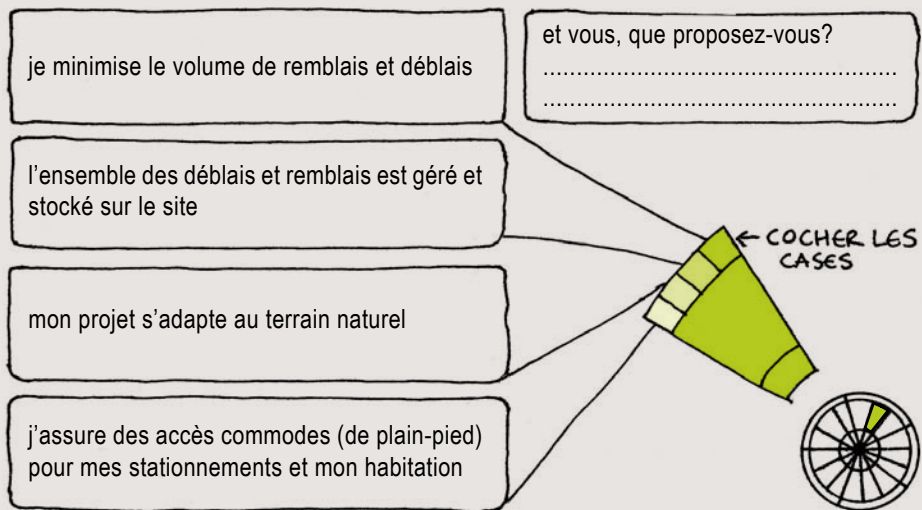 je minimise le volume de remblais et déblais
et vous, que proposez-vous?
.....................................................
.....................................................
l'ensemble des déblais et remblais est géré et
stocké sur le site
← COCHER LES
CASES
mon projet s'adapte au terrain naturel
j'assure des accès commodes (de plain-pied)
pour mes stationnements et mon habitation